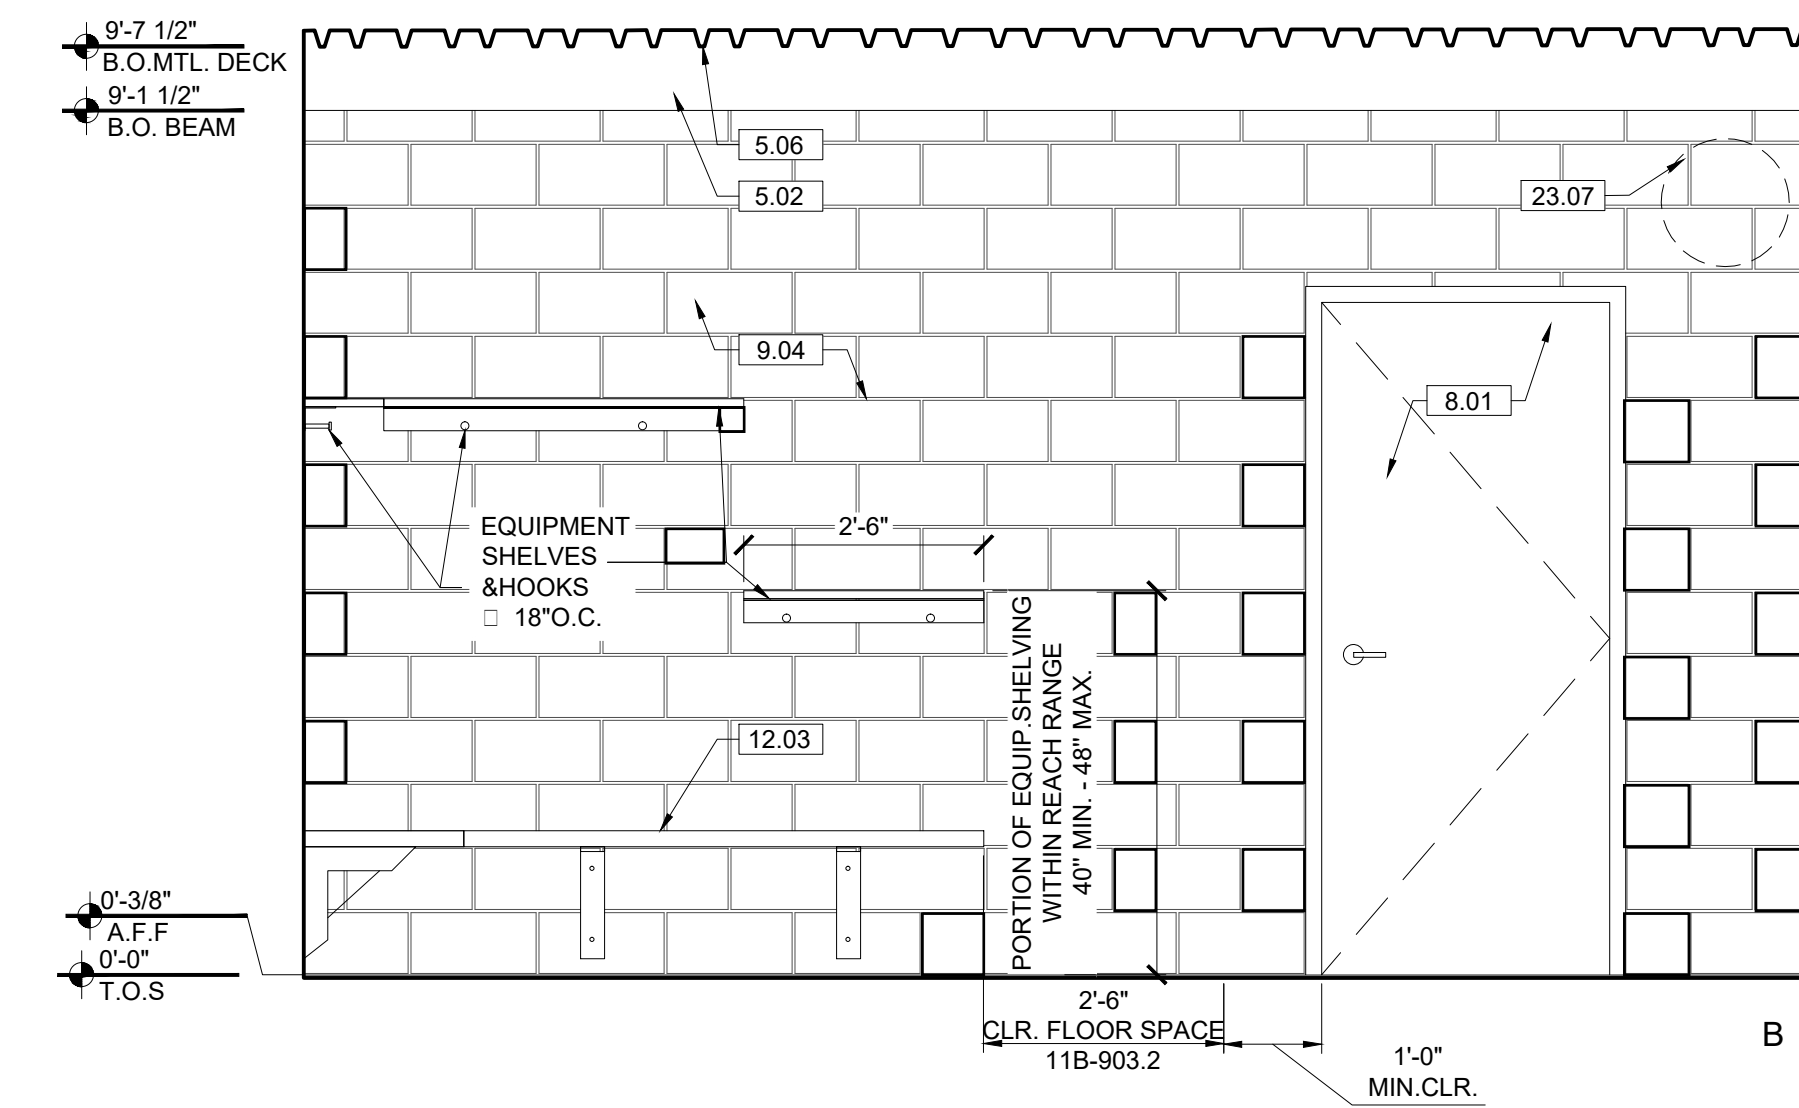 9'-7 1/2"
B.O.MTL. DECK
9'-1 1/2"
B.O. BEAM
5.06
5.02
23.07
9.04
8.01
EQUIPMENT
SHELVES
&HOOKS
□ 18"O.C.
2'-6"
PORTION OF EQUIP.SHELVING
WITHIN REACH RANGE
40" MIN. - 48" MAX.
12.03
0'-3/8"
A.F.F
0'-0"
T.O.S
2'-6"
CLR. FLOOR SPACE
11B-903.2
1'-0"
MIN.CLR.
B